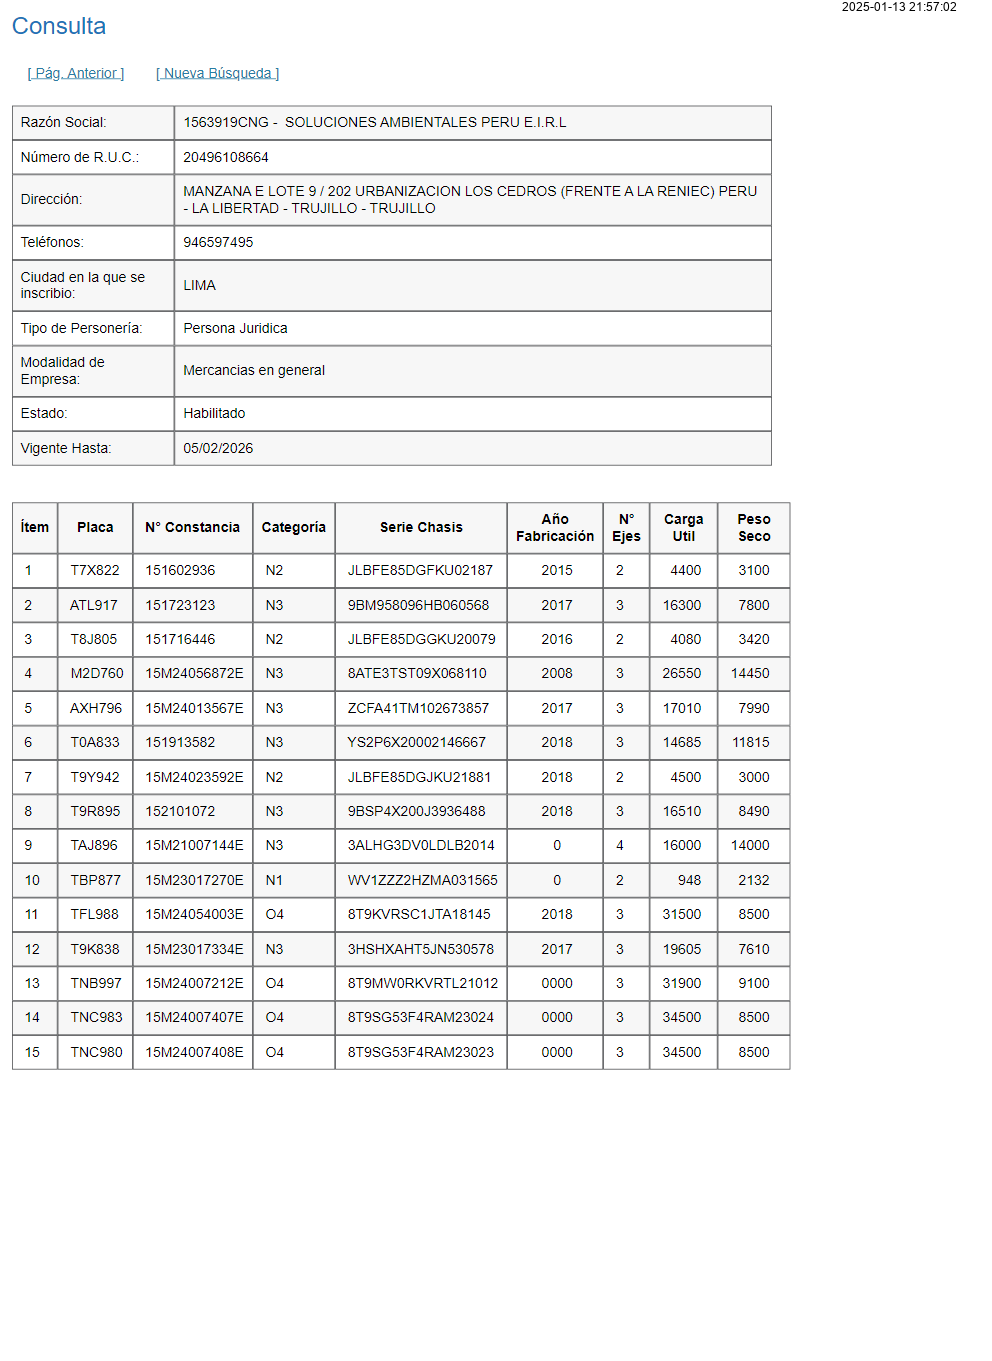 2025-01-13 21:57:02
Consulta
[ Pág. Anterior ] [ Nueva Búsqueda ]
Razón Social: 1563919CNG - SOLUCIONES AMBIENTALES PERU E.I.R.L
Número de R.U.C.: 20496108664
Dirección: MANZANA E LOTE 9 / 202 URBANIZACION LOS CEDROS (FRENTE A LA RENIEC) PERU
- LA LIBERTAD - TRUJILLO - TRUJILLO
Teléfonos: 946597495
Ciudad en la que se
inscribio: LIMA
Tipo de Personería: Persona Juridica
Modalidad de
Empresa: Mercancias en general
Estado: Habilitado
Vigente Hasta: 05/02/2026
Ítem Placa N° Constancia Categoría Serie Chasis Año Fabricación N° Ejes Carga Util Peso Seco
1 T7X822 151602936 N2 JLBFE85DGFKU02187 2015 2 4400 3100
2 ATL917 151723123 N3 9BM958096HB060568 2017 3 16300 7800
3 T8J805 151716446 N2 JLBFE85DGGKU20079 2016 2 4080 3420
4 M2D760 15M24056872E N3 8ATE3TST09X068110 2008 3 26550 14450
5 AXH796 15M24013567E N3 ZCFA41TM102673857 2017 3 17010 7990
6 T0A833 151913582 N3 YS2P6X20002146667 2018 3 14685 11815
7 T9Y942 15M24023592E N2 JLBFE85DGJKU21881 2018 2 4500 3000
8 T9R895 152101072 N3 9BSP4X200J3936488 2018 3 16510 8490
9 TAJ896 15M21007144E N3 3ALHG3DV0LDLB2014 0 4 16000 14000
10 TBP877 15M23017270E N1 WV1ZZZ2HZMA031565 0 2 948 2132
11 TFL988 15M24054003E O4 8T9KVRSC1JTA18145 2018 3 31500 8500
12 T9K838 15M23017334E N3 3HSHXAHT5JN530578 2017 3 19605 7610
13 TNB997 15M24007212E O4 8T9MW0RKVRTL21012 0000 3 31900 9100
14 TNC983 15M24007407E O4 8T9SG53F4RAM23024 0000 3 34500 8500
15 TNC980 15M24007408E O4 8T9SG53F4RAM23023 0000 3 34500 8500